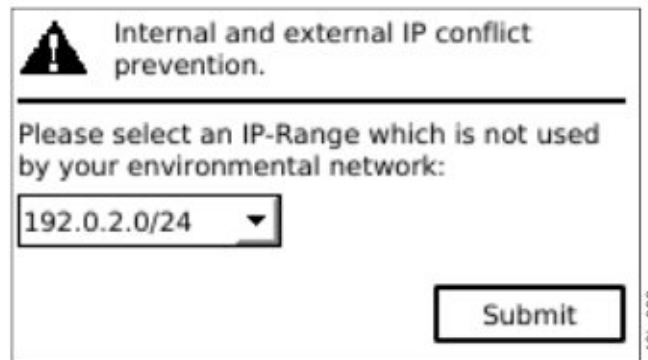 Internal and external IP conflict
prevention.
Please select an IP-Range which is not used
by your environmental network:
192.0.2.0/24
Submit